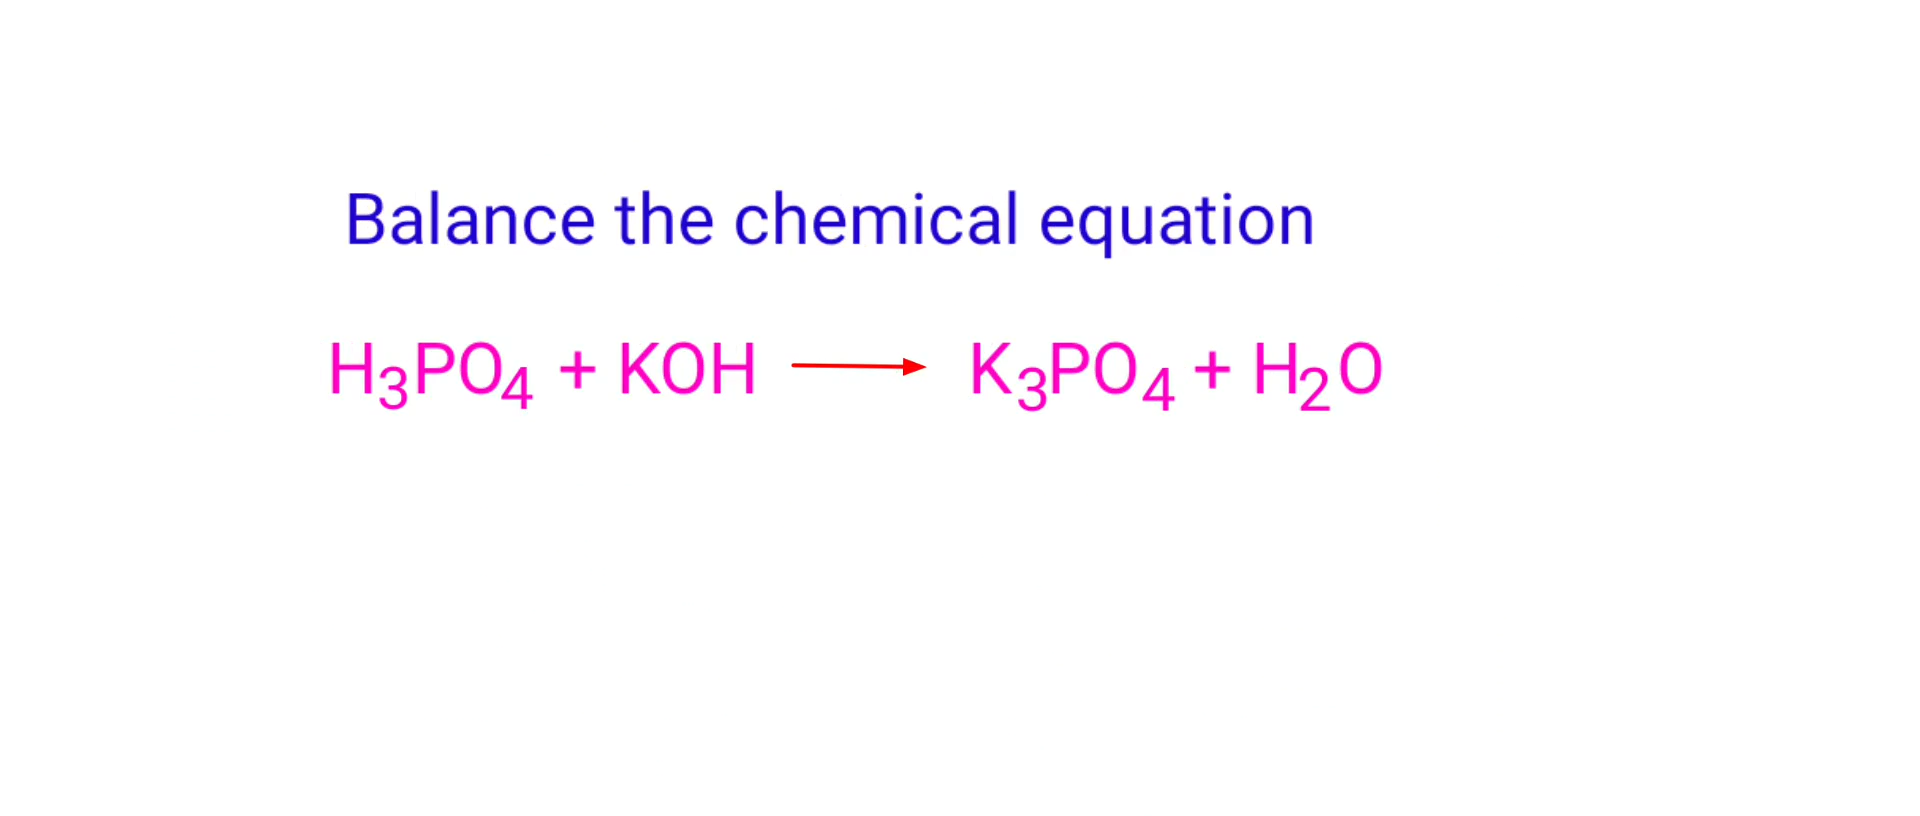 Balance the chemical equation
H₃PO₄ + KOH ⟶ K₃PO₄ + H₂O